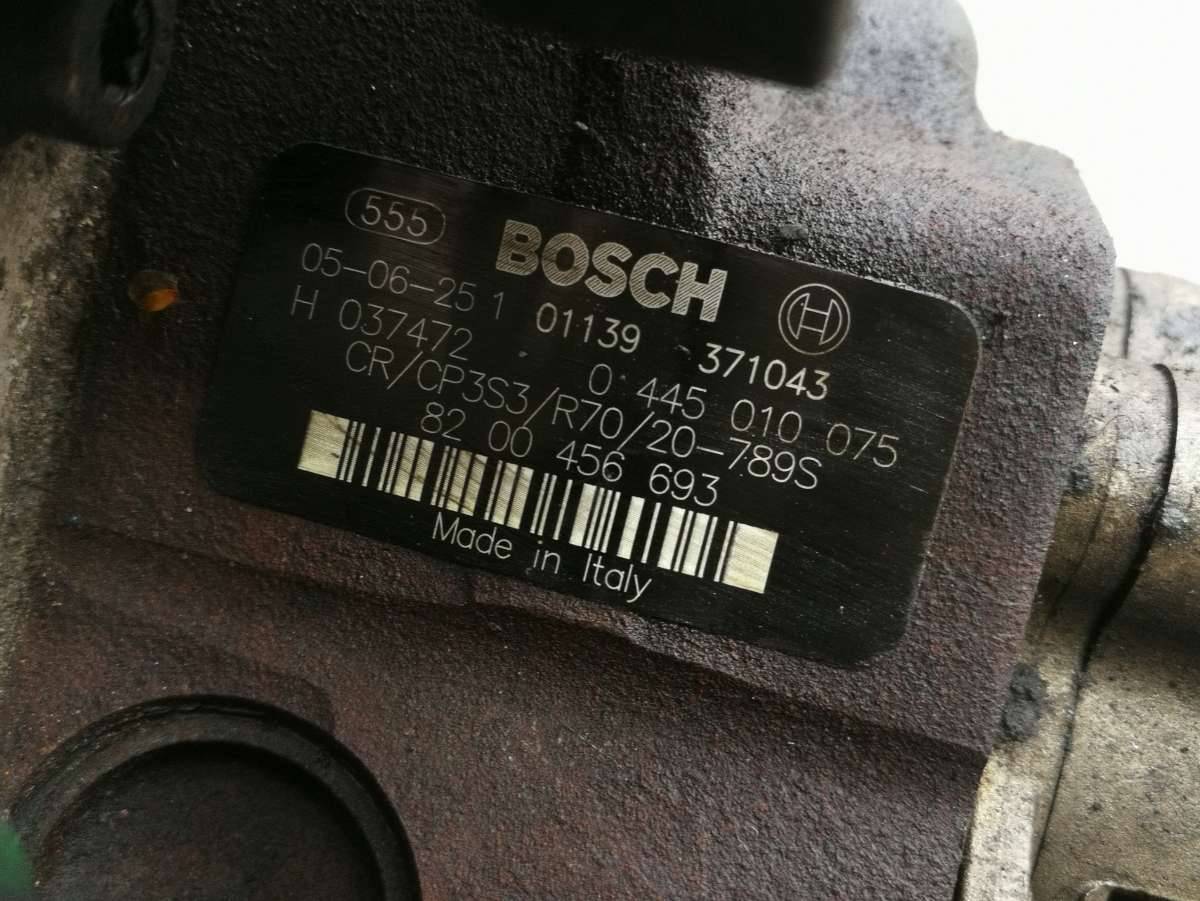 555 BOSCH
05-06-25 1 01139 371043
H 037472 0 445 010 075
CR/CP3S3/R70/20-789S
82 00 456 693
Made in Italy